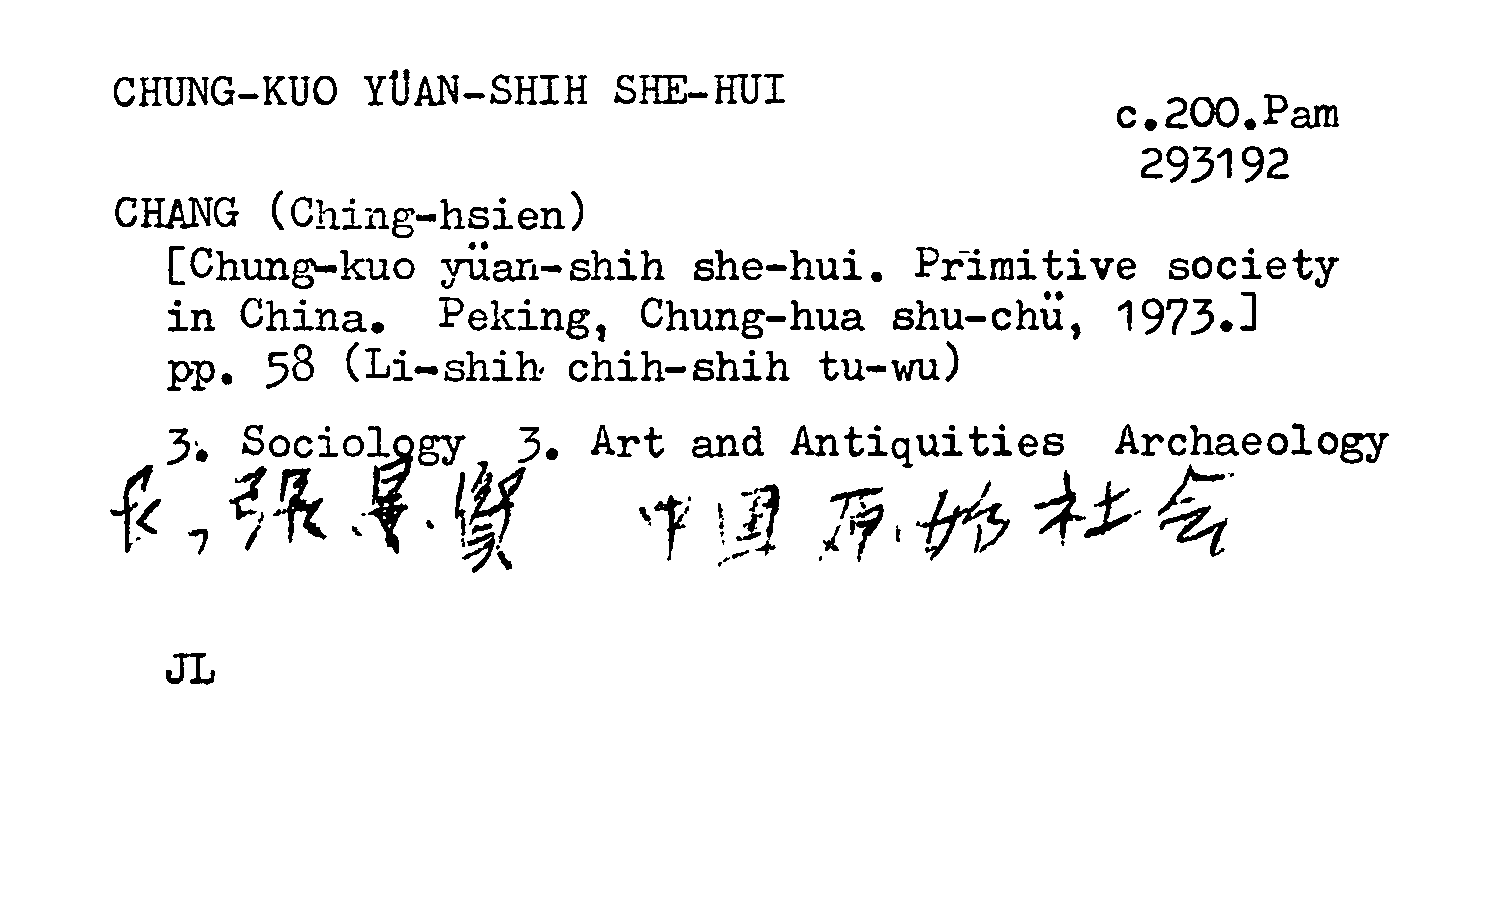 CHUNG-KUO YÜAN-SHIH SHE-HUI
c.200.Pam
293192
CHANG (Ching-hsien)
[Chung-kuo yüan-shih she-hui. Primitive society
in China. Peking, Chung-hua shu-chü, 1973.]
pp. 58 (Li-shih chih-shih tu-wu)
3. Sociology 3. Art and Antiquities Archaeology
长, 張景賢 中国原始社会
JL